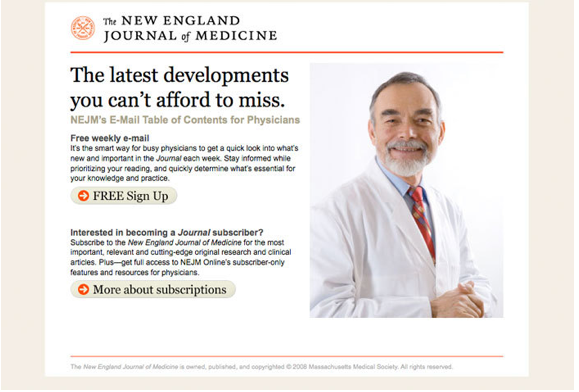 The NEW ENGLAND
JOURNAL of MEDICINE
The latest developments
you can't afford to miss.
NEJM's E-Mail Table of Contents for Physicians
Free weekly e-mail
It's the smart way for busy physicians to get a quick look into what's
new and important in the Journal each week. Stay informed while
prioritizing your reading, and quickly determine what's essential for
your knowledge and practice.
FREE Sign Up
Interested in becoming a Journal subscriber?
Subscribe to the New England Journal of Medicine for the most
important, relevant and cutting-edge original research and clinical
articles. Plus—get full access to NEJM Online's subscriber-only
features and resources for physicians.
More about subscriptions
The New England Journal of Medicine is owned, published, and copyrighted © 2008 Massachusetts Medical Society. All rights reserved.